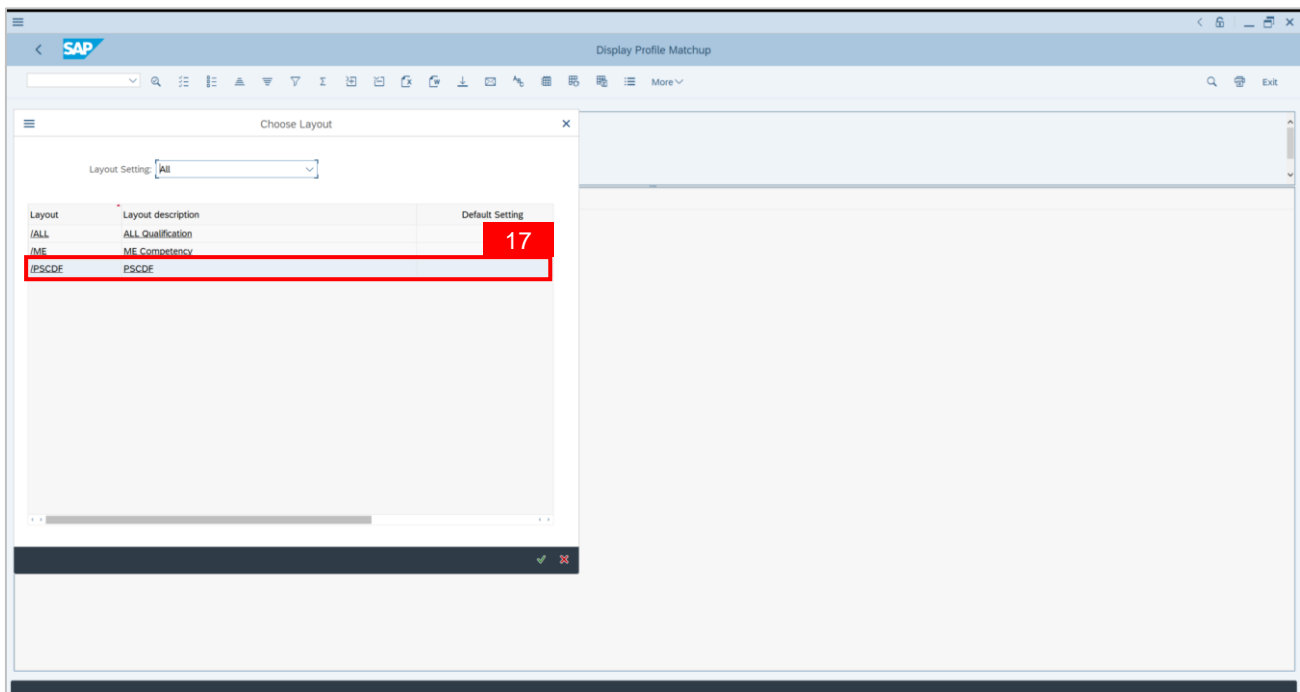 SAP
Display Profile Matchup
More
Exit
Choose Layout
Layout Setting: All
Layout Layout description Default Setting
/ALL ALL Qualification
17
/ME ME Competency
/PSCDF PSCDF